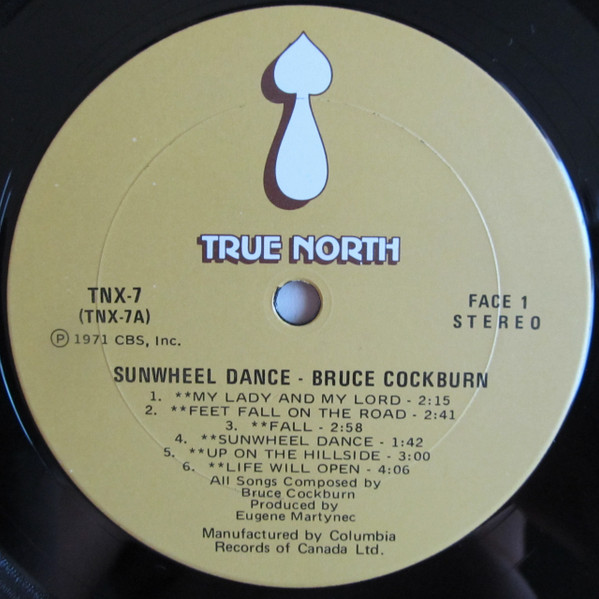 TRUE NORTH
TNX-7
(TNX-7A)
Ⓟ 1971 CBS, Inc.
FACE 1
STEREO
SUNWHEEL DANCE - BRUCE COCKBURN
1. **MY LADY AND MY LORD - 2:15
2. **FEET FALL ON THE ROAD - 2:41
3. **FALL - 2:58
4. **SUNWHEEL DANCE - 1:42
5. **UP ON THE HILLSIDE - 3:00
6. **LIFE WILL OPEN - 4:06
All Songs Composed by
Bruce Cockburn
Produced by
Eugene Martynec
Manufactured by Columbia
Records of Canada Ltd.